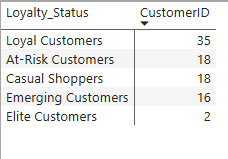 Loyalty_Status CustomerID
Loyal Customers 35
At-Risk Customers 18
Casual Shoppers 18
Emerging Customers 16
Elite Customers 2